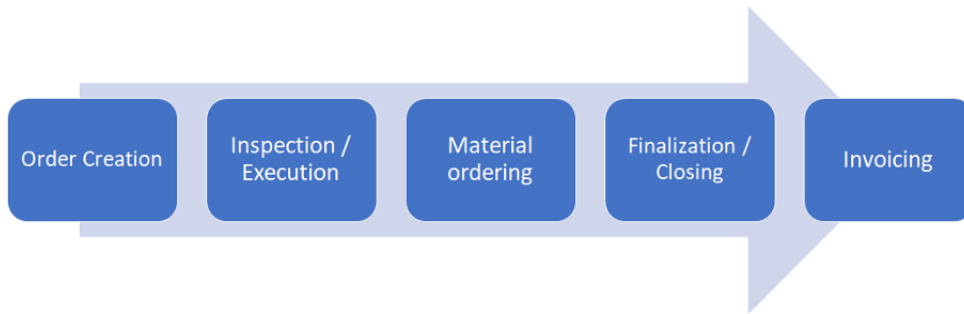 Order Creation
Inspection /
Execution
Material
ordering
Finalization /
Closing
Invoicing